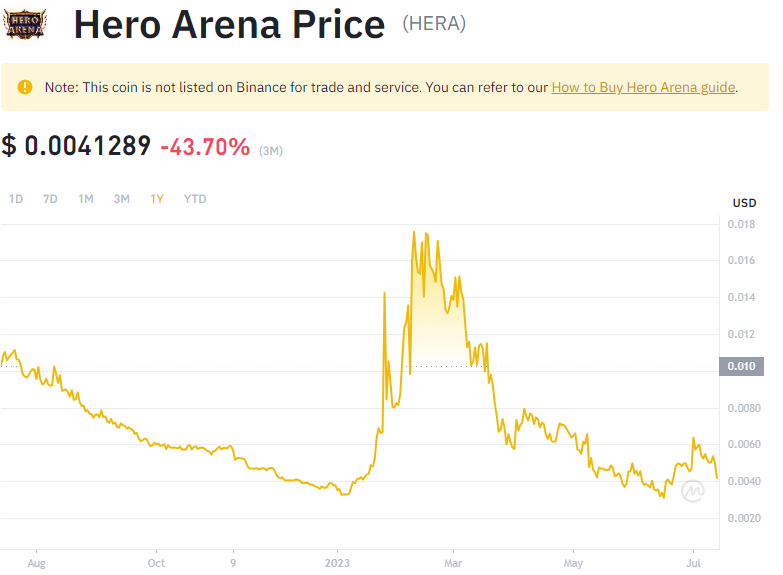 HERO
ARENA
Hero Arena Price (HERA)
Note: This coin is not listed on Binance for trade and service. You can refer to our How to Buy Hero Arena guide.
$ 0.0041289 -43.70% (3M)
1D 7D 1M 3M 1Y YTD
USD
0.018
0.016
0.014
0.012
0.010
0.0080
0.0060
0.0040
0.0020
Aug Oct 9 2023 Mar May Jul